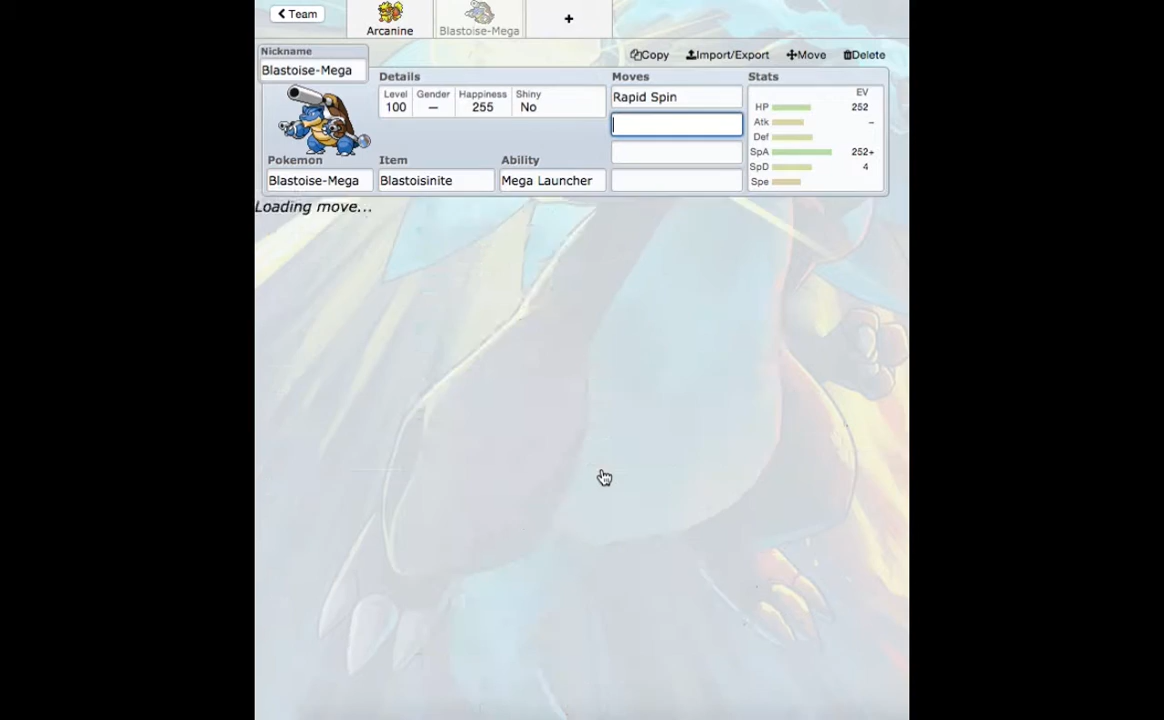 Team
Arcanine
Blastoise-Mega
+
Nickname
Blastoise-Mega
Copy
Import/Export
Move
Delete
Details
Moves
Stats
Level
100
Gender
—
Happiness
255
Shiny
No
Rapid Spin
EV
HP 252
Atk –
Def
SpA 252+
SpD 4
Spe
Pokemon
Blastoise-Mega
Item
Blastoisinite
Ability
Mega Launcher
Loading move...